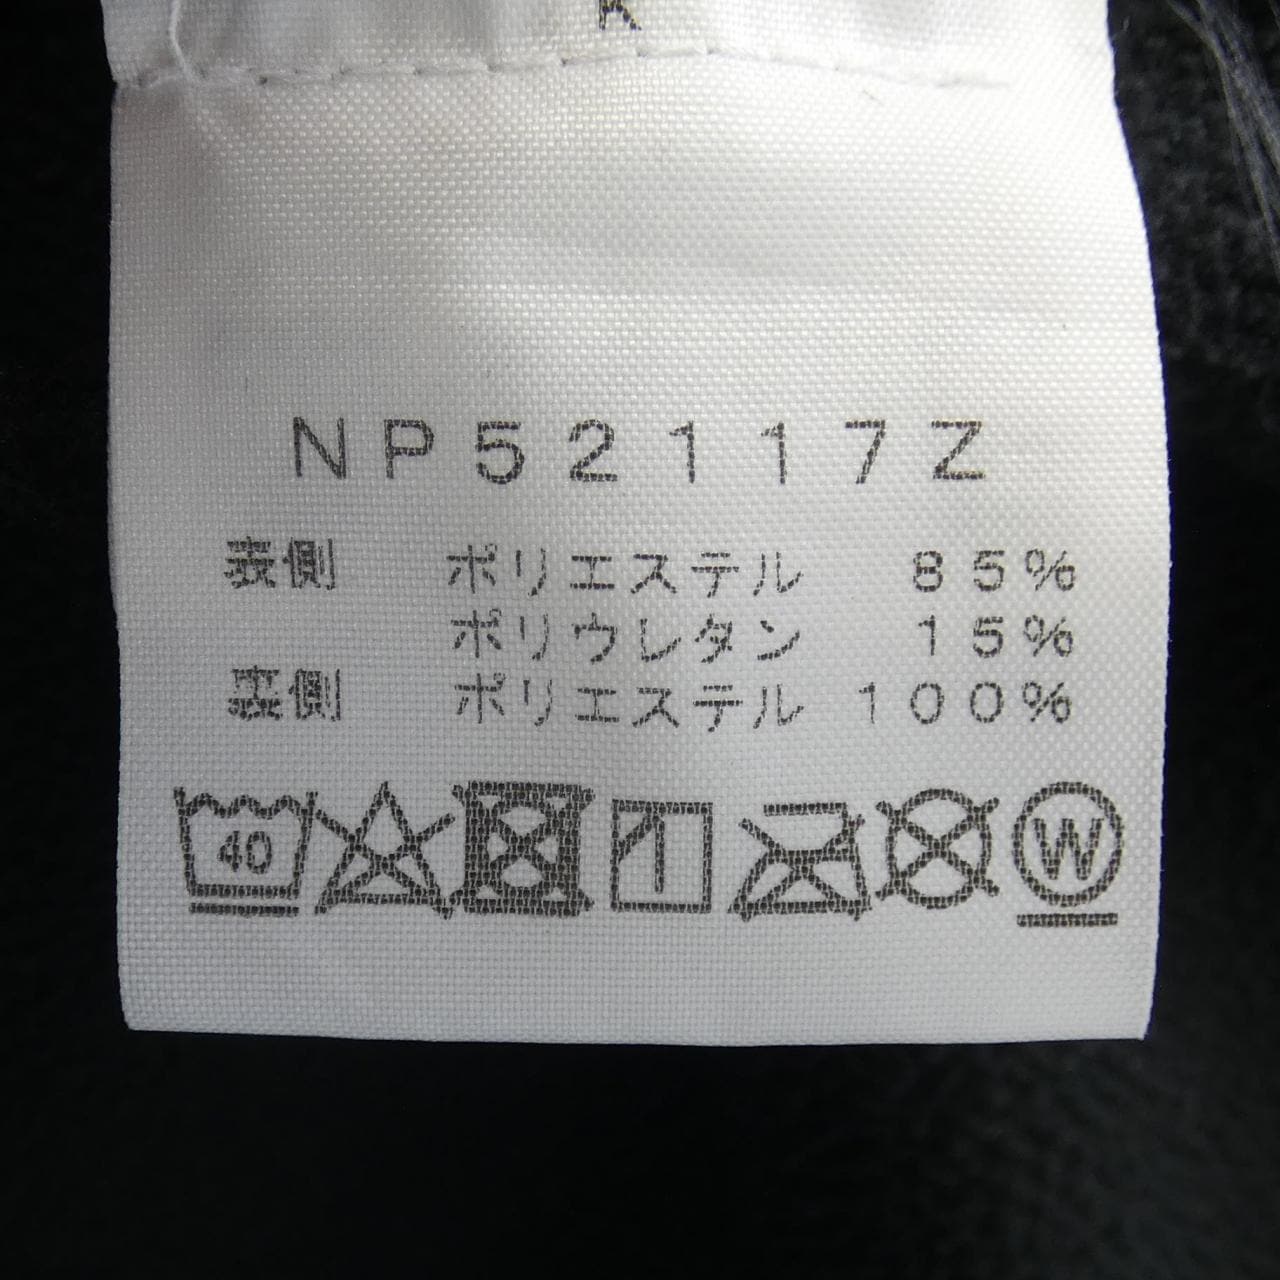 K
NP52117Z
表側 ポリエステル 85%
ポリウレタン 15%
裏側 ポリエステル 100%
40 W